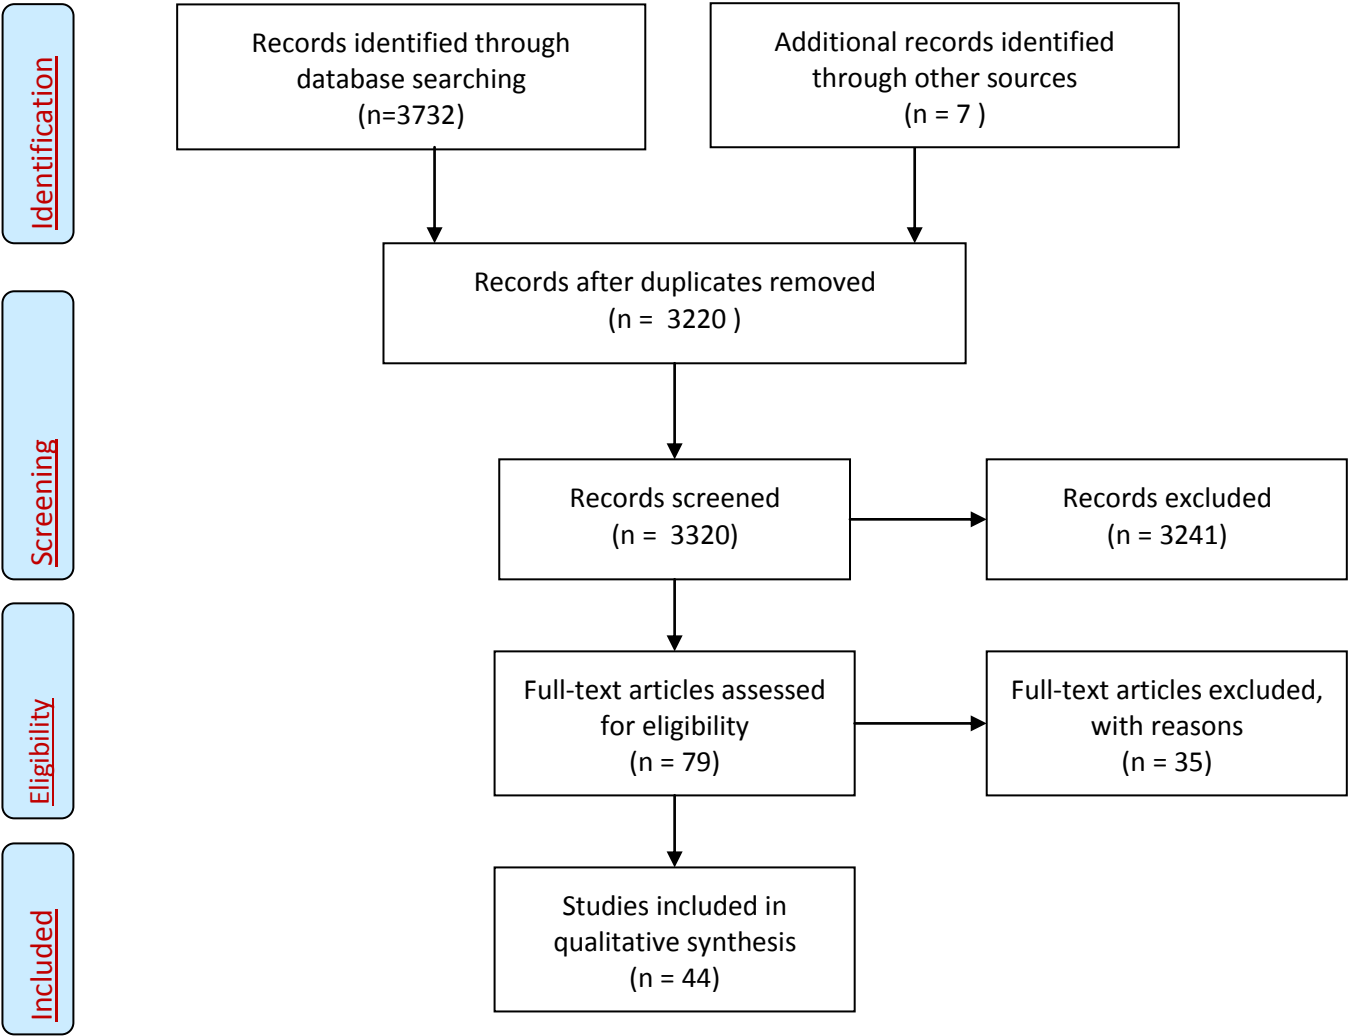 Identification
Records identified through
database searching
(n=3732)
Additional records identified
through other sources
(n = 7 )
Records after duplicates removed
(n =  3220 )
Screening
Records screened
(n =  3320)
Records excluded
(n = 3241)
Eligibility
Full-text articles assessed
for eligibility
(n = 79)
Full-text articles excluded,
with reasons
(n = 35)
Included
Studies included in
qualitative synthesis
(n = 44)